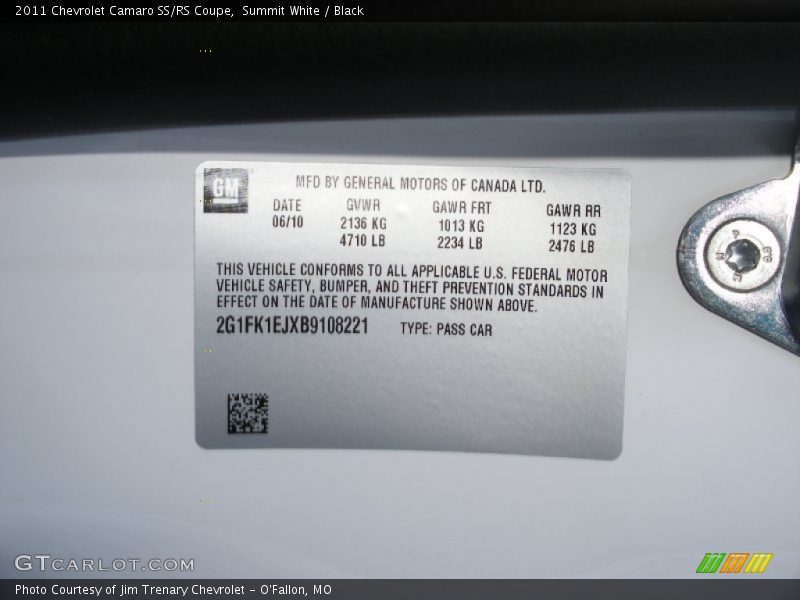 2011 Chevrolet Camaro SS/RS Coupe, Summit White / Black
GM
MFD BY GENERAL MOTORS OF CANADA LTD.
DATE GVWR GAWR FRT GAWR RR
06/10 2136 KG 1013 KG 1123 KG
4710 LB 2234 LB 2476 LB
THIS VEHICLE CONFORMS TO ALL APPLICABLE U.S. FEDERAL MOTOR
VEHICLE SAFETY, BUMPER, AND THEFT PREVENTION STANDARDS IN
EFFECT ON THE DATE OF MANUFACTURE SHOWN ABOVE.
2G1FK1EJXB9108221 TYPE: PASS CAR
GTCARLOT.COM
Photo Courtesy of Jim Trenary Chevrolet - O'Fallon, MO